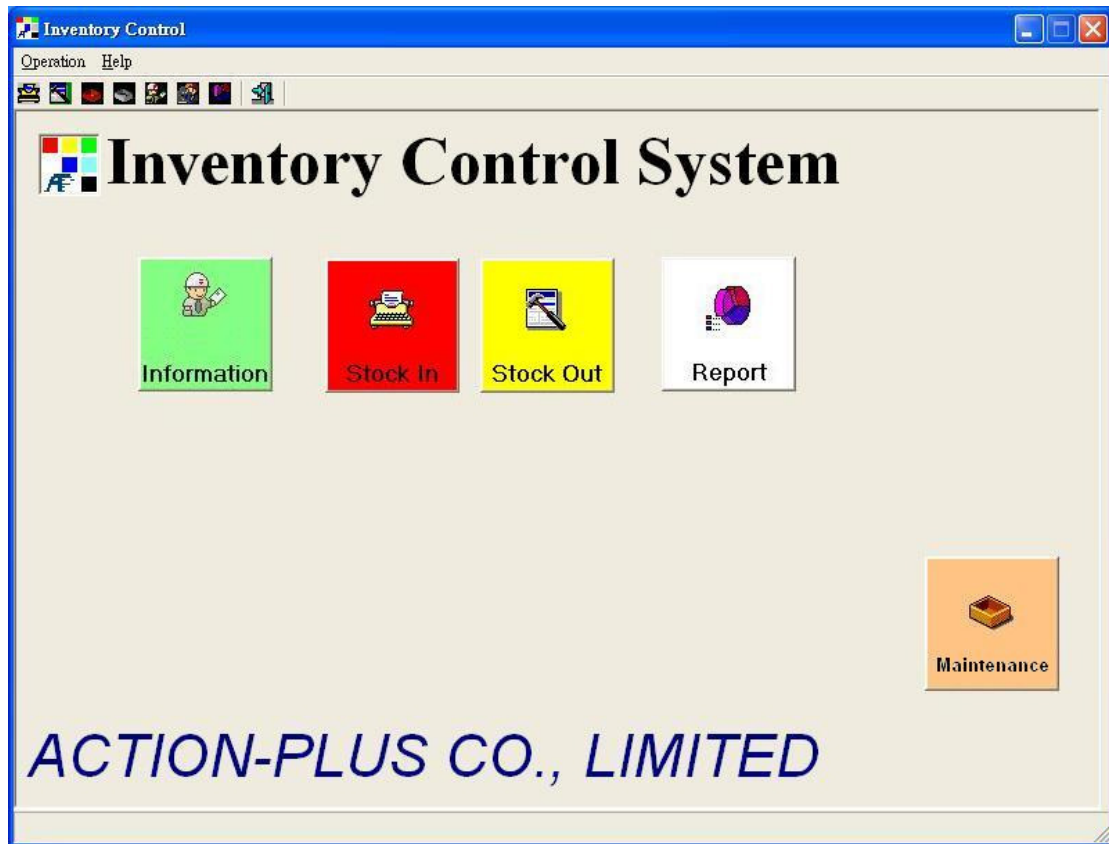 Inventory Control
Operation Help
Inventory Control System
Information
Stock In
Stock Out
Report
Maintenance
ACTION-PLUS CO., LIMITED